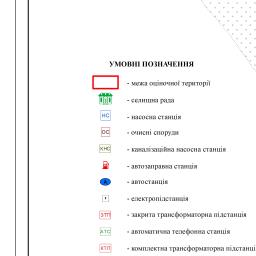 УМОВНІ ПОЗНАЧЕННЯ
- межа оціночної території
- селищна рада
НС - насосна станція
ОС - очисні споруди
КНС - каналізаційна насосна станція
- автозаправна станція
А - автостанція
- електропідстанція
ЗТП - закрита трансформаторна підстанція
АТС - автоматична телефонна станція
КТП - комплектна трансформаторна підстанці